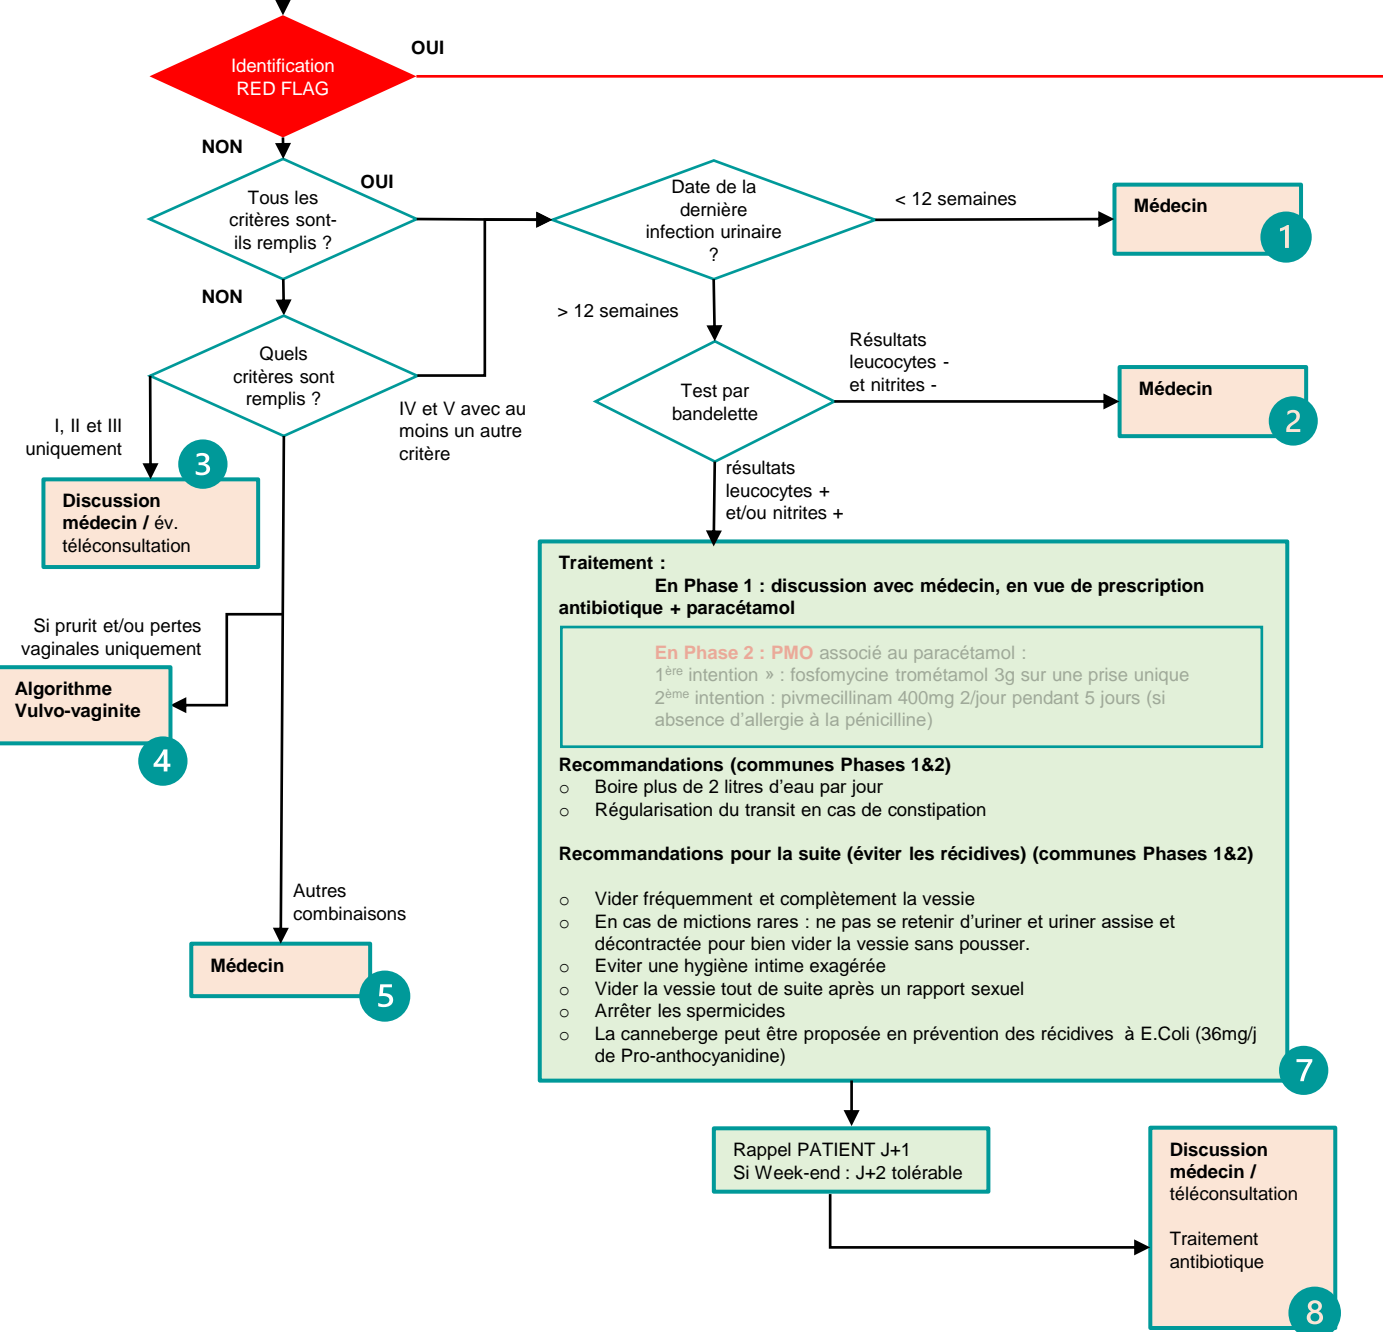 OUI
Identification
RED FLAG
NON
OUI
Tous les
critères sont-
ils remplis ?
Date de la
dernière
infection urinaire
?
< 12 semaines
Médecin
1
NON
> 12 semaines
Quels
critères sont
remplis ?
Résultats
leucocytes -
et nitrites -
Test par
bandelette
Médecin
2
I, II et III
uniquement
IV et V avec au
moins un autre
critère
3
Discussion
médecin / év.
téléconsultation
résultats
leucocytes +
et/ou nitrites +
Traitement :
En Phase 1 : discussion avec médecin, en vue de prescription
antibiotique + paracétamol
En Phase 2 : PMO associé au paracétamol :
1ère intention » : fosfomycine trométamol 3g sur une prise unique
2ème intention : pivmecillinam 400mg 2/jour pendant 5 jours (si
absence d'allergie à la pénicilline)
Si prurit et/ou pertes
vaginales uniquement
Algorithme
Vulvo-vaginite
4
Recommandations (communes Phases 1&2)
o Boire plus de 2 litres d'eau par jour
o Régularisation du transit en cas de constipation
Recommandations pour la suite (éviter les récidives) (communes Phases 1&2)
o Vider fréquemment et complètement la vessie
o En cas de mictions rares : ne pas se retenir d'uriner et uriner assise et
décontractée pour bien vider la vessie sans pousser.
o Eviter une hygiène intime exagérée
o Vider la vessie tout de suite après un rapport sexuel
o Arrêter les spermicides
o La canneberge peut être proposée en prévention des récidives à E.Coli (36mg/j
de Pro-anthocyanidine)
7
Autres
combinaisons
Médecin
5
Rappel PATIENT J+1
Si Week-end : J+2 tolérable
Discussion
médecin /
téléconsultation
Traitement
antibiotique
8